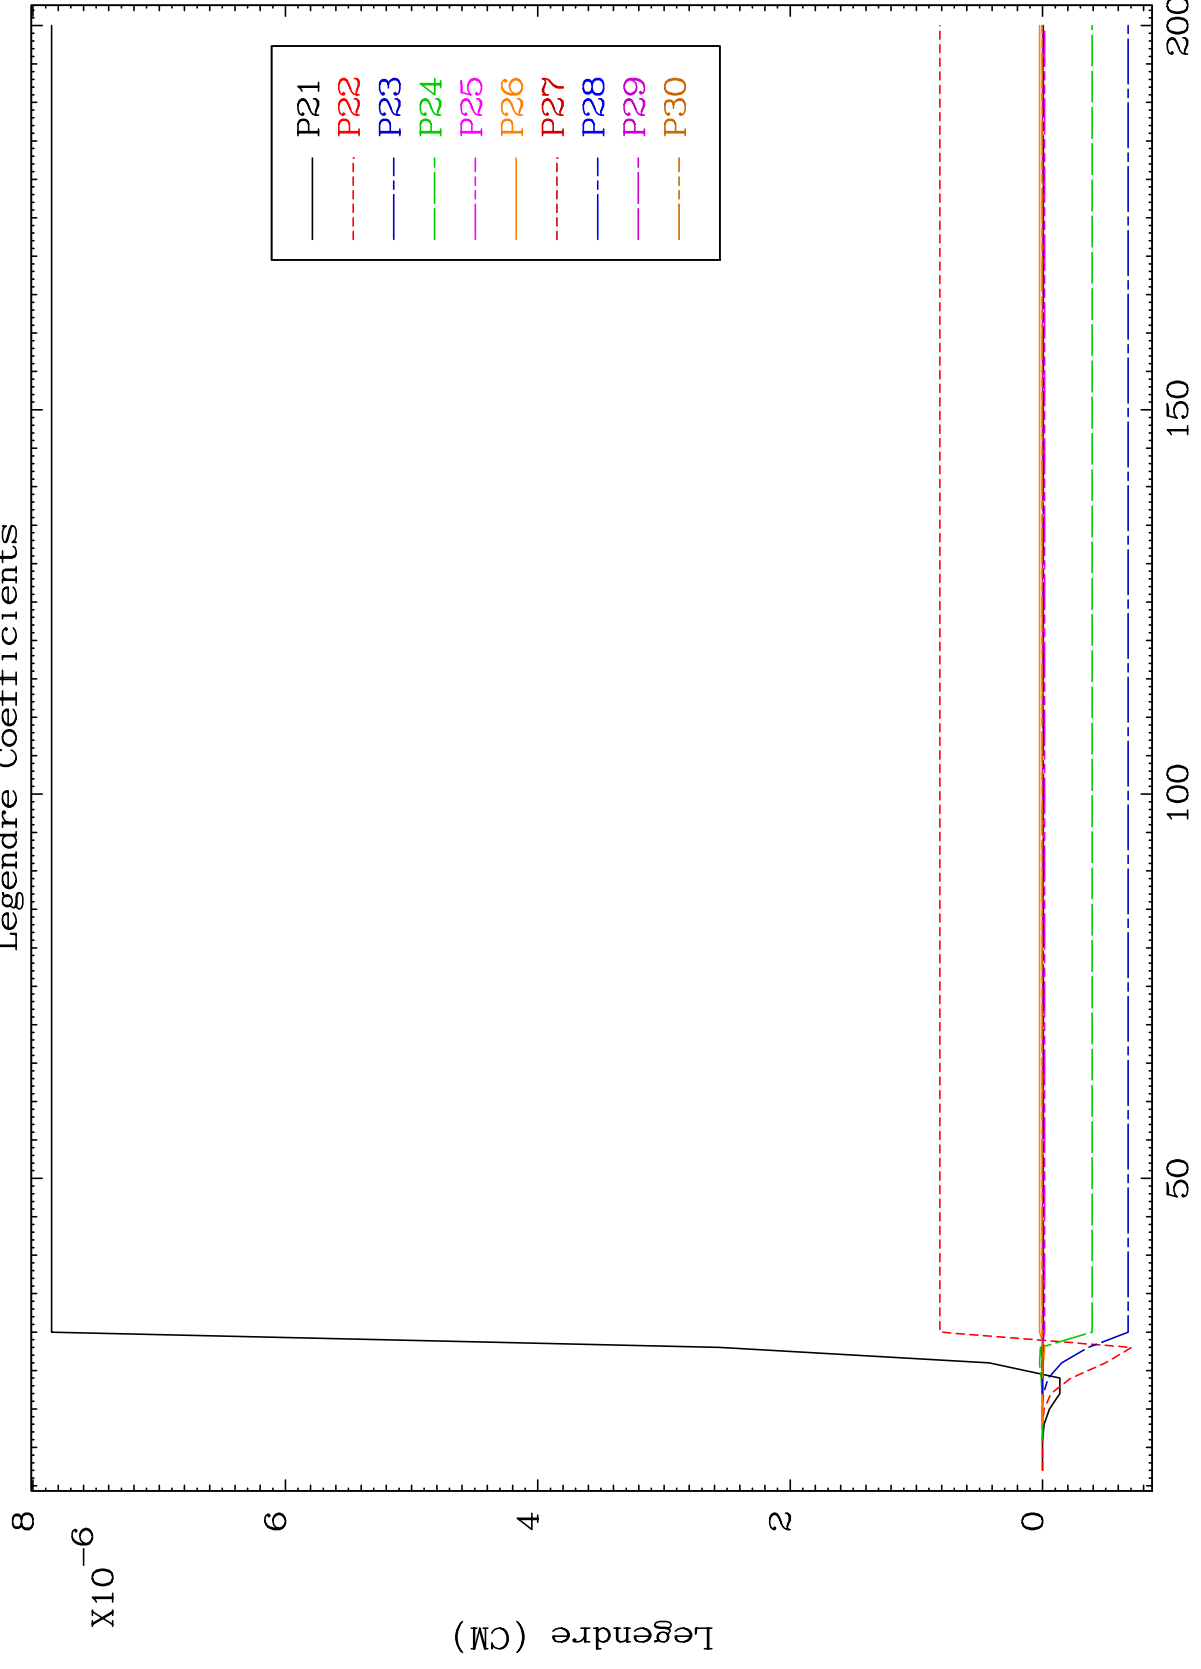 Legendre Coefficients
P21
P22
P23
P24
P25
P26
P27
P28
P29
P30
8
6
4
2
0
X10⁻⁶
Legendre (CM)
50
100
150
200